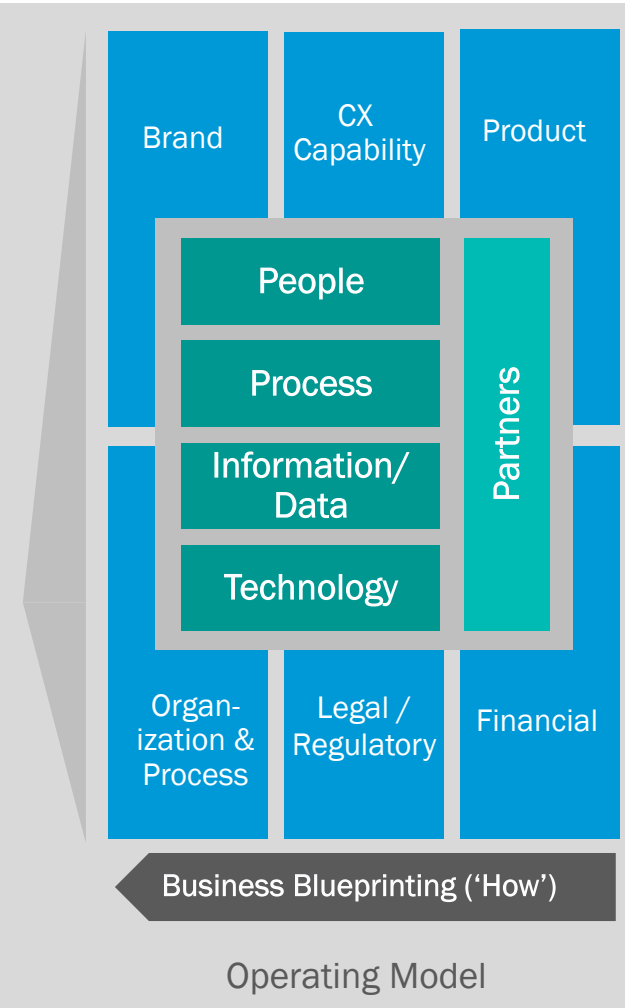 Brand
CX
Capability
Product
People
Process
Information/
Data
Technology
Partners
Organ-
ization &
Process
Legal /
Regulatory
Financial
Business Blueprinting (‘How’)
Operating Model